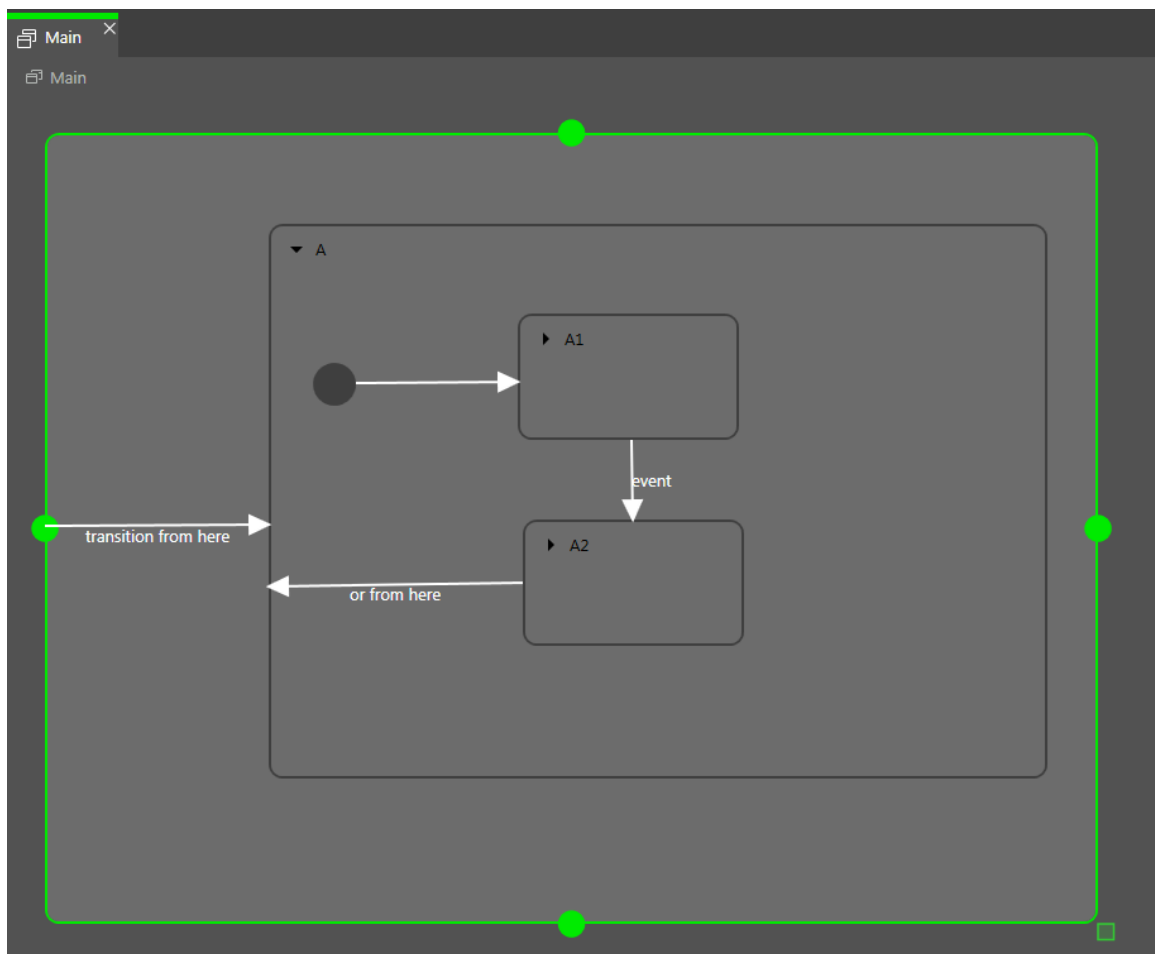 Main
Main
A
A1
event
transition from here
A2
or from here